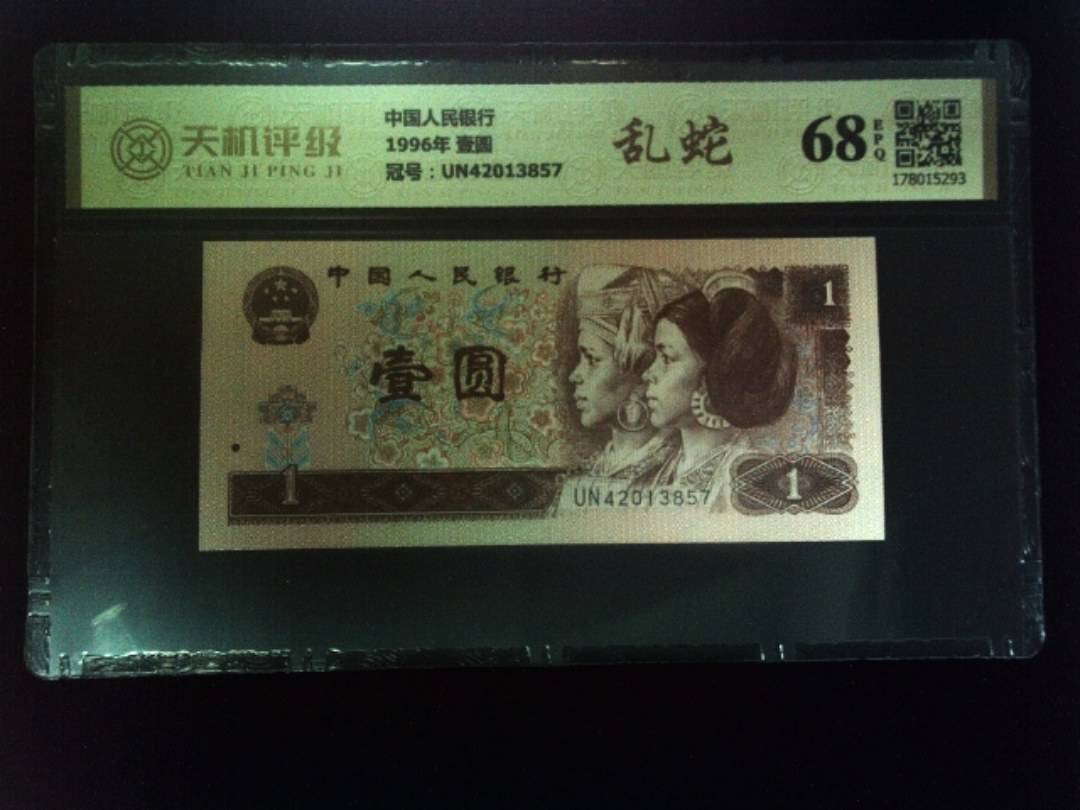 天机评级
TIAN JI PING JI
中国人民银行
1996年 壹圆
冠号：UN42013857
乱蛇
68
EPQ
178015293
中国人民银行
1
壹圆
1
UN42013857
1